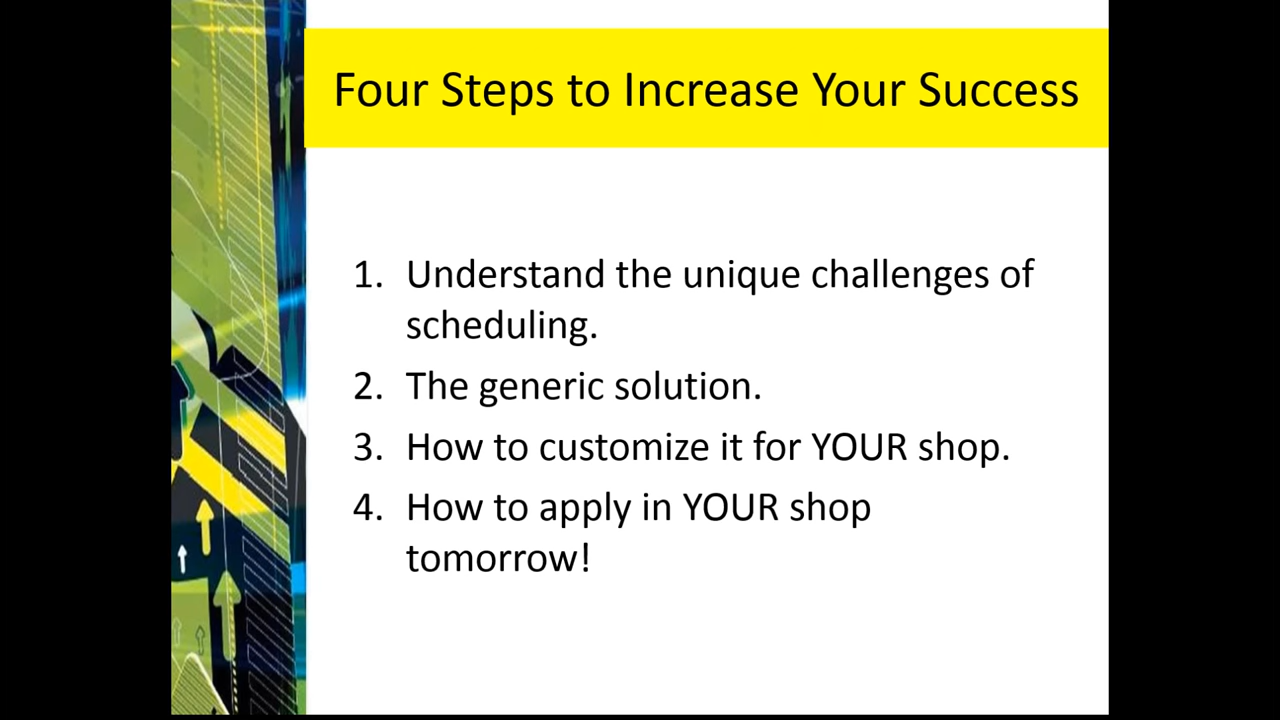 Four Steps to Increase Your Success
1. Understand the unique challenges of
scheduling.
2. The generic solution.
3. How to customize it for YOUR shop.
4. How to apply in YOUR shop
tomorrow!